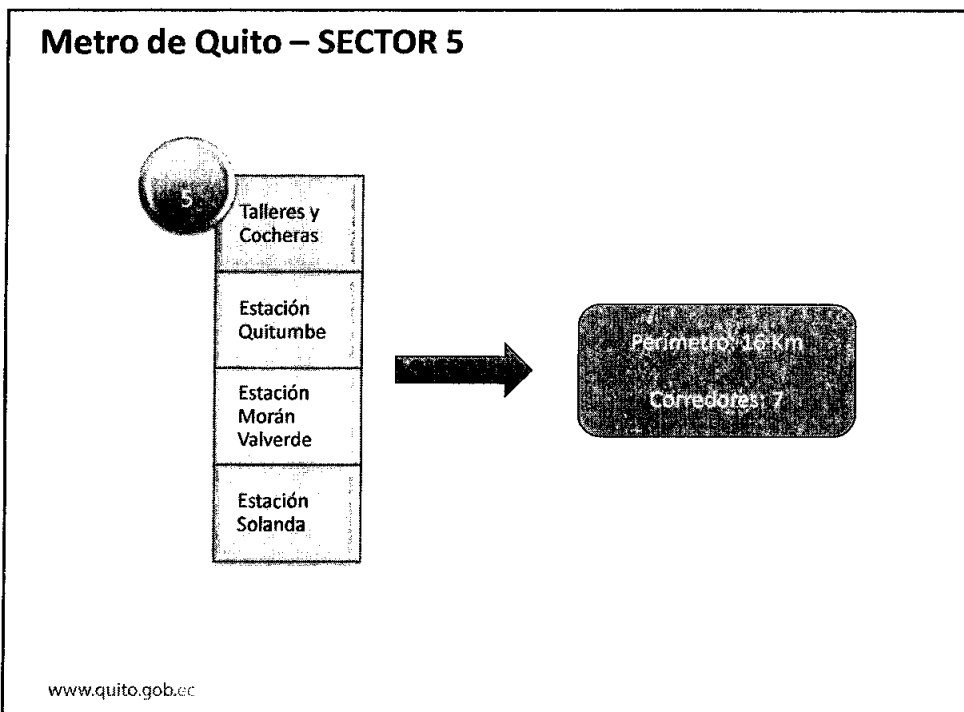 Metro de Quito – SECTOR 5
5
Talleres y
Cocheras
Estación
Quitumbe
Estación
Morán
Valverde
Estación
Solanda
Perímetro: 16 Km
Corredores: 7
www.quito.gob.ec